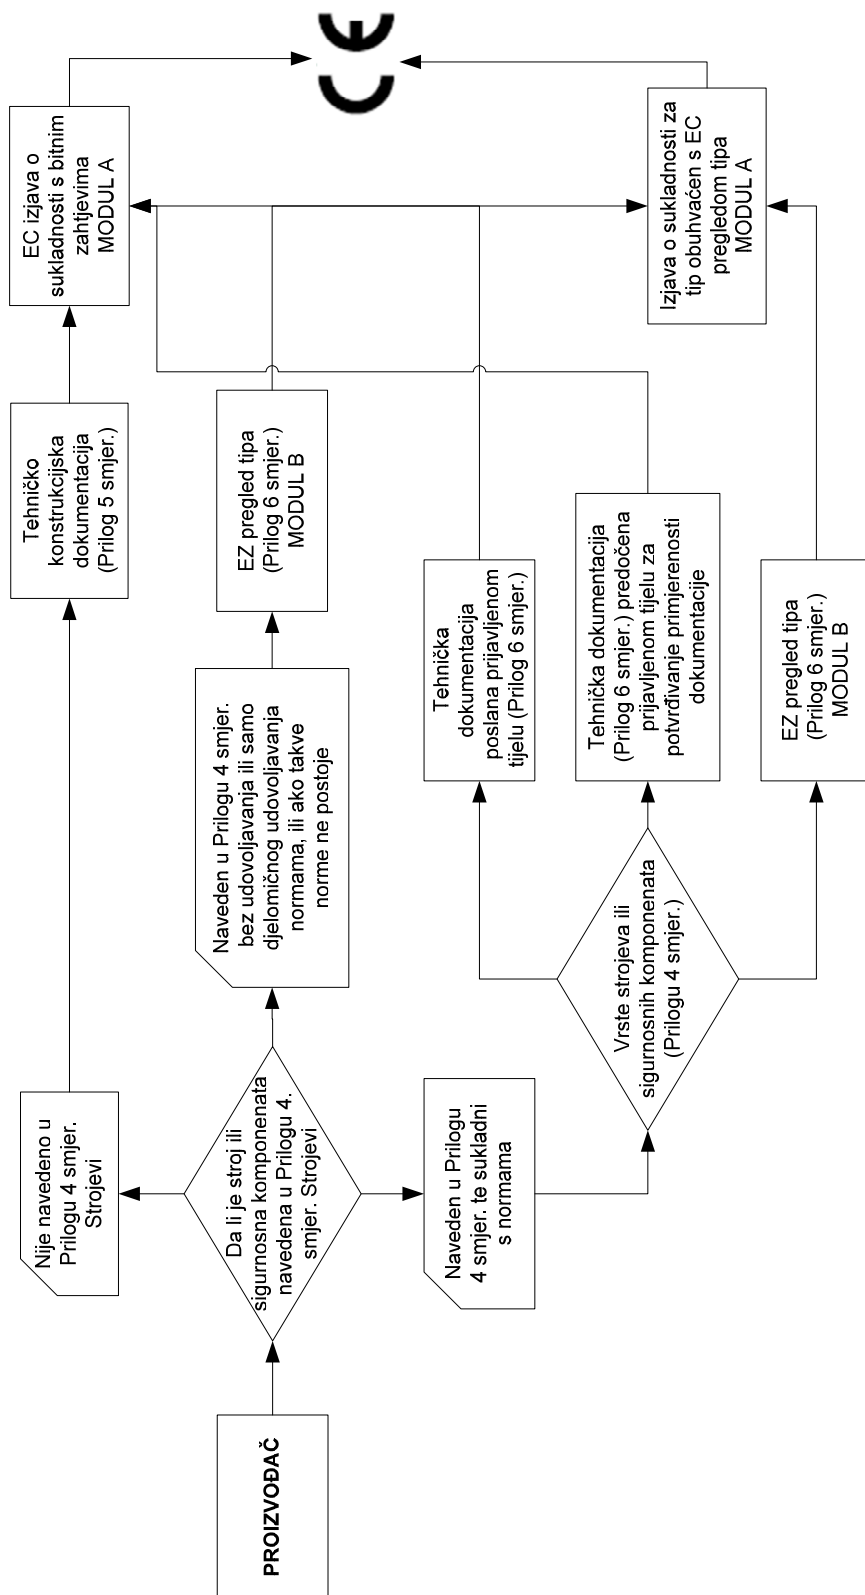 PROIZVOĐAČ
Da li je stroj ili
sigurnosna komponenata
navedena u Prilogu 4.
smjer. Strojevi
Nije navedeno u
Prilogu 4 smjer.
Strojevi
Tehničko
konstrukcijska
dokumentacija
(Prilog 5 smjer.)
EC izjava o
sukladnosti s bitnim
zahtjevima
MODUL A
Naveden u Prilogu 4 smjer.
bez udovoljavanja ili samo
djelomičnog udovoljavanja
normama, ili ako takve
norme ne postoje
EZ pregled tipa
(Prilog 6 smjer.)
MODUL B
Naveden u Prilogu
4 smjer. te sukladni
s normama
Vrste strojeva ili
sigurnosnih komponenata
(Prilogu 4 smjer.)
Tehnička
dokumentacija
poslana prijavljenom
tijelu (Prilog 6 smjer.)
Tehnička dokumentacija
(Prilog 6 smjer.) predočena
prijavljenom tijelu za
potvrđivanje primjerenosti
dokumentacije
EZ pregled tipa
(Prilog 6 smjer.)
MODUL B
Izjava o sukladnosti za
tip obuhvaćen s EC
pregledom tipa
MODUL A
CE